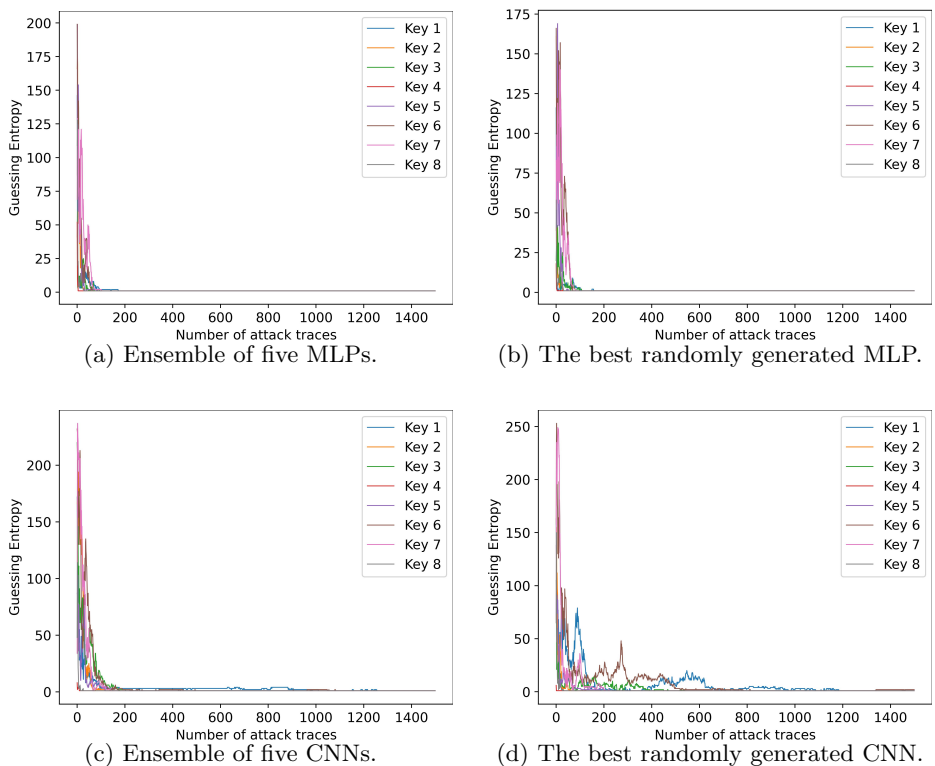 200
175
150
125
100
75
50
25
0
Guessing Entropy
0 200 400 600 800 1000 1200 1400
Number of attack traces
Key 1
Key 2
Key 3
Key 4
Key 5
Key 6
Key 7
Key 8
(a) Ensemble of five MLPs.
175
150
125
100
75
50
25
0
Guessing Entropy
0 200 400 600 800 1000 1200 1400
Number of attack traces
Key 1
Key 2
Key 3
Key 4
Key 5
Key 6
Key 7
Key 8
(b) The best randomly generated MLP.
200
150
100
50
0
Guessing Entropy
0 200 400 600 800 1000 1200 1400
Number of attack traces
Key 1
Key 2
Key 3
Key 4
Key 5
Key 6
Key 7
Key 8
(c) Ensemble of five CNNs.
250
200
150
100
50
0
Guessing Entropy
0 200 400 600 800 1000 1200 1400
Number of attack traces
Key 1
Key 2
Key 3
Key 4
Key 5
Key 6
Key 7
Key 8
(d) The best randomly generated CNN.